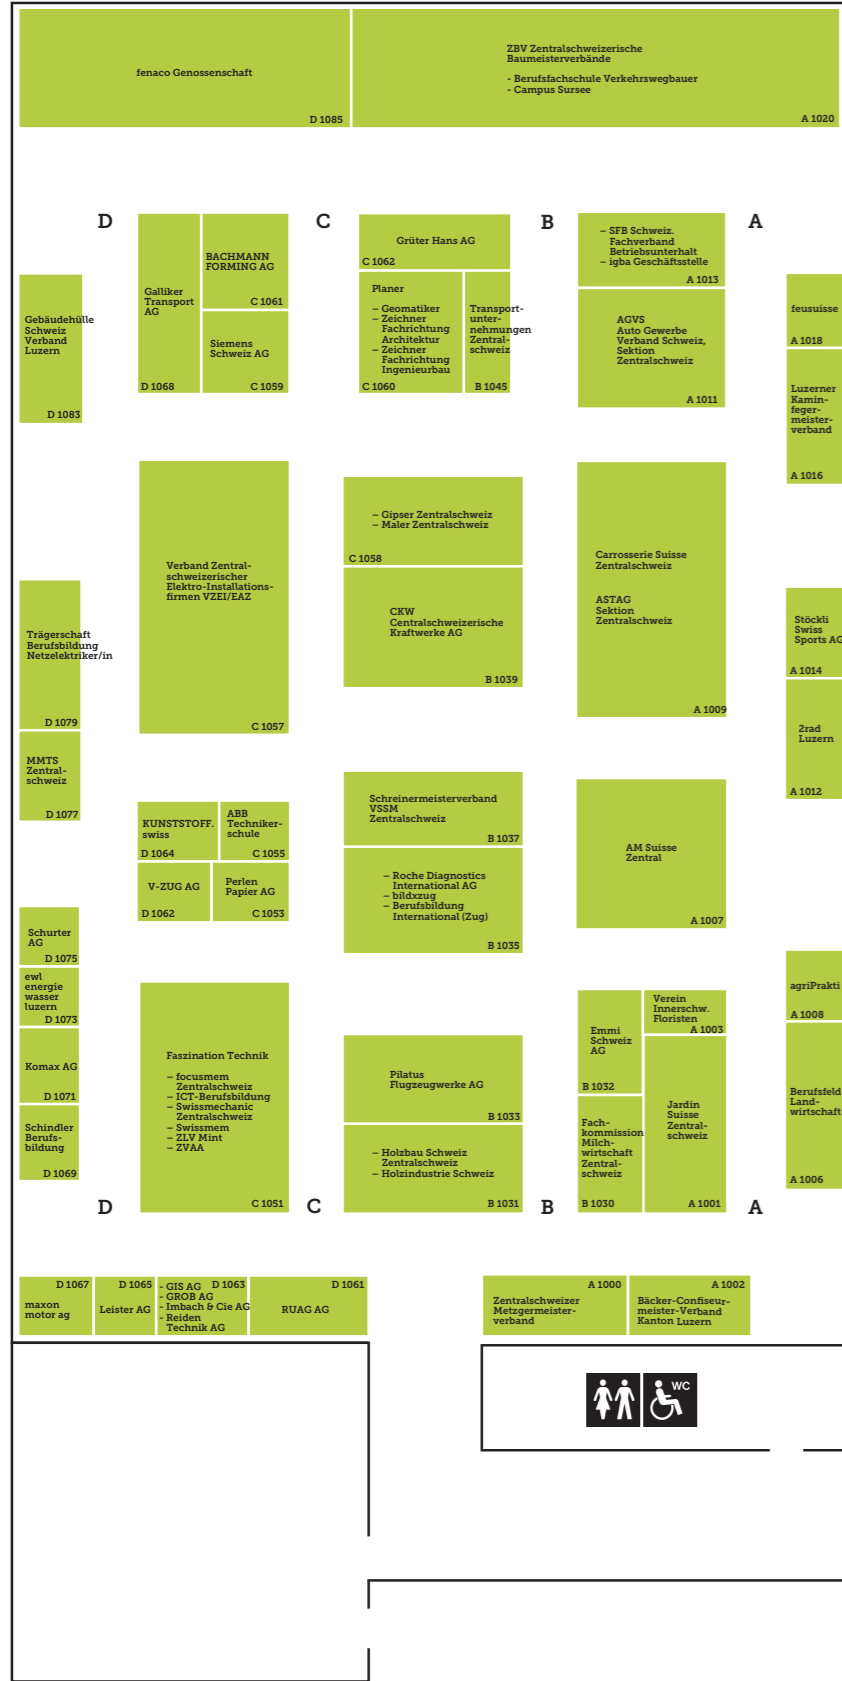 fenaco Genossenschaft
D 1085
ZBV Zentralschweizerische
Baumeisterverbände
- Berufsfachschule Verkehrswegbauer
- Campus Sursee
A 1020
D
C
B
A
Gebäudehülle
Schweiz
Verband
Luzern
D 1083
Galliker
Transport
AG
D 1068
BACHMANN
FORMING AG
C 1061
Siemens
Schweiz AG
C 1059
Grüter Hans AG
C 1062
Planer
– Geomatiker
– Zeichner
Fachrichtung
Architektur
– Zeichner
Fachrichtung
Ingenieurbau
C 1060
Transport-
unter-
nehmungen
Zentral-
schweiz
B 1045
– SFB Schweiz.
Fachverband
Betriebsunterhalt
– igba Geschäftsstelle
A 1013
AGVS
Auto Gewerbe
Verband Schweiz,
Sektion
Zentralschweiz
A 1011
feusuisse
A 1018
Luzerner
Kamin-
feger-
meister-
verband
A 1016
Trägerschaft
Berufsbildung
Netzelektriker/in
D 1079
MMTS
Zentral-
schweiz
D 1077
Verband Zentral-
schweizerischer
Elektro-Installations-
firmen VZEI/EAZ
C 1057
– Gipser Zentralschweiz
– Maler Zentralschweiz
C 1058
CKW
Centralschweizerische
Kraftwerke AG
B 1039
Carrosserie Suisse
Zentralschweiz
ASTAG
Sektion
Zentralschweiz
A 1009
Stöckli
Swiss
Sports AG
A 1014
2rad
Luzern
A 1012
KUNSTSTOFF.
swiss
D 1064
ABB
Techniker-
schule
C 1055
V-ZUG AG
D 1062
Perlen
Papier AG
C 1053
Schreinermeisterverband
VSSM
Zentralschweiz
B 1037
– Roche Diagnostics
International AG
– bildxzug
– Berufsbildung
International (Zug)
B 1035
AM Suisse
Zentral
A 1007
Schurter
AG
D 1075
ewl
energie
wasser
luzern
D 1073
Komax AG
D 1071
Schindler
Berufs-
bildung
D 1069
Faszination Technik
– focusmem
Zentralschweiz
– ICT-Berufsbildung
– Swissmechanic
Zentralschweiz
– Swissmem
– ZLV Mint
– ZVAA
C 1051
Pilatus
Flugzeugwerke AG
B 1033
– Holzbau Schweiz
Zentralschweiz
– Holzindustrie Schweiz
B 1031
Emmi
Schweiz
AG
B 1032
Verein
Innerschw.
Floristen
A 1003
Fach-
kommission
Milch-
wirtschaft
Zentral-
schweiz
B 1030
Jardin
Suisse
Zentral-
schweiz
A 1001
agriPrakti
A 1008
Berufsfeld
Land-
wirtschaft
A 1006
D
C
B
A
D 1067
maxon
motor ag
D 1065
Leister AG
D 1063
- GIS AG
- GROB AG
- Imbach & Cie AG
- Reiden
Technik AG
D 1061
RUAG AG
A 1000
Zentralschweizer
Metzgermeister-
verband
A 1002
Bäcker-Confiseur-
meister-Verband
Kanton Luzern
WC